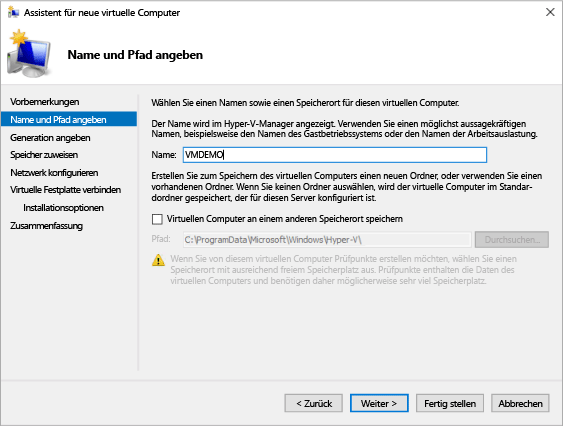 Assistent für neue virtuelle Computer
Name und Pfad angeben
Vorbemerkungen
Name und Pfad angeben
Generation angeben
Speicher zuweisen
Netzwerk konfigurieren
Virtuelle Festplatte verbinden
Installationsoptionen
Zusammenfassung
Wählen Sie einen Namen sowie einen Speicherort für diesen virtuellen Computer.
Der Name wird im Hyper-V-Manager angezeigt. Verwenden Sie einen möglichst aussagekräftigen
Namen, beispielsweise den Namen des Gastbetriebssystems oder den Namen der Arbeitsauslastung.
Name: VMDEMO
Erstellen Sie zum Speichern des virtuellen Computers einen neuen Ordner, oder verwenden Sie einen
vorhandenen Ordner. Wenn Sie keinen Ordner auswählen, wird der virtuelle Computer im Standar-
dordner gespeichert, der für diesen Server konfiguriert ist.
Virtuellen Computer an einem anderen Speicherort speichern
Pfad: C:\ProgramData\Microsoft\Windows\Hyper-V\ Durchsuchen...
Wenn Sie von diesem virtuellen Computer Prüfpunkte erstellen möchten, wählen Sie einen
Speicherort mit ausreichend freiem Speicherplatz aus. Prüfpunkte enthalten die Daten des
virtuellen Computers und benötigen daher möglicherweise sehr viel Speicherplatz.
< Zurück Weiter > Fertig stellen Abbrechen